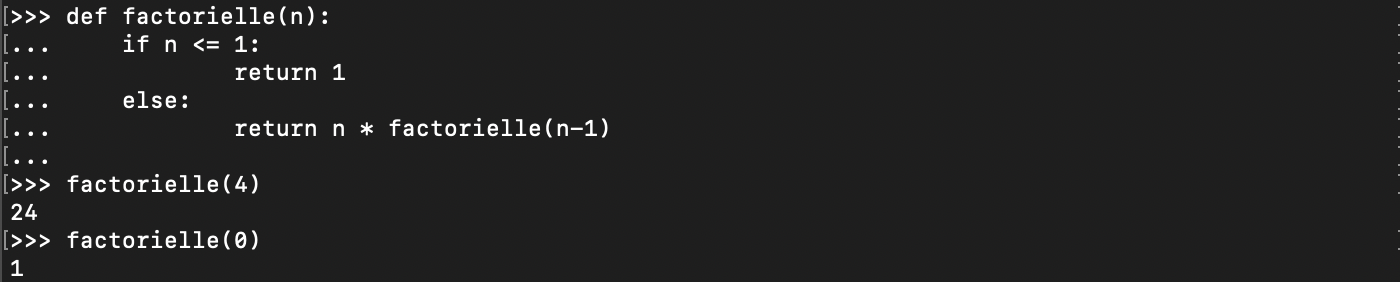 [>>> def factorielle(n):
[...     if n <= 1:
[...             return 1
[...     else:
[...             return n * factorielle(n-1)
[...
[>>> factorielle(4)
24
[>>> factorielle(0)
1